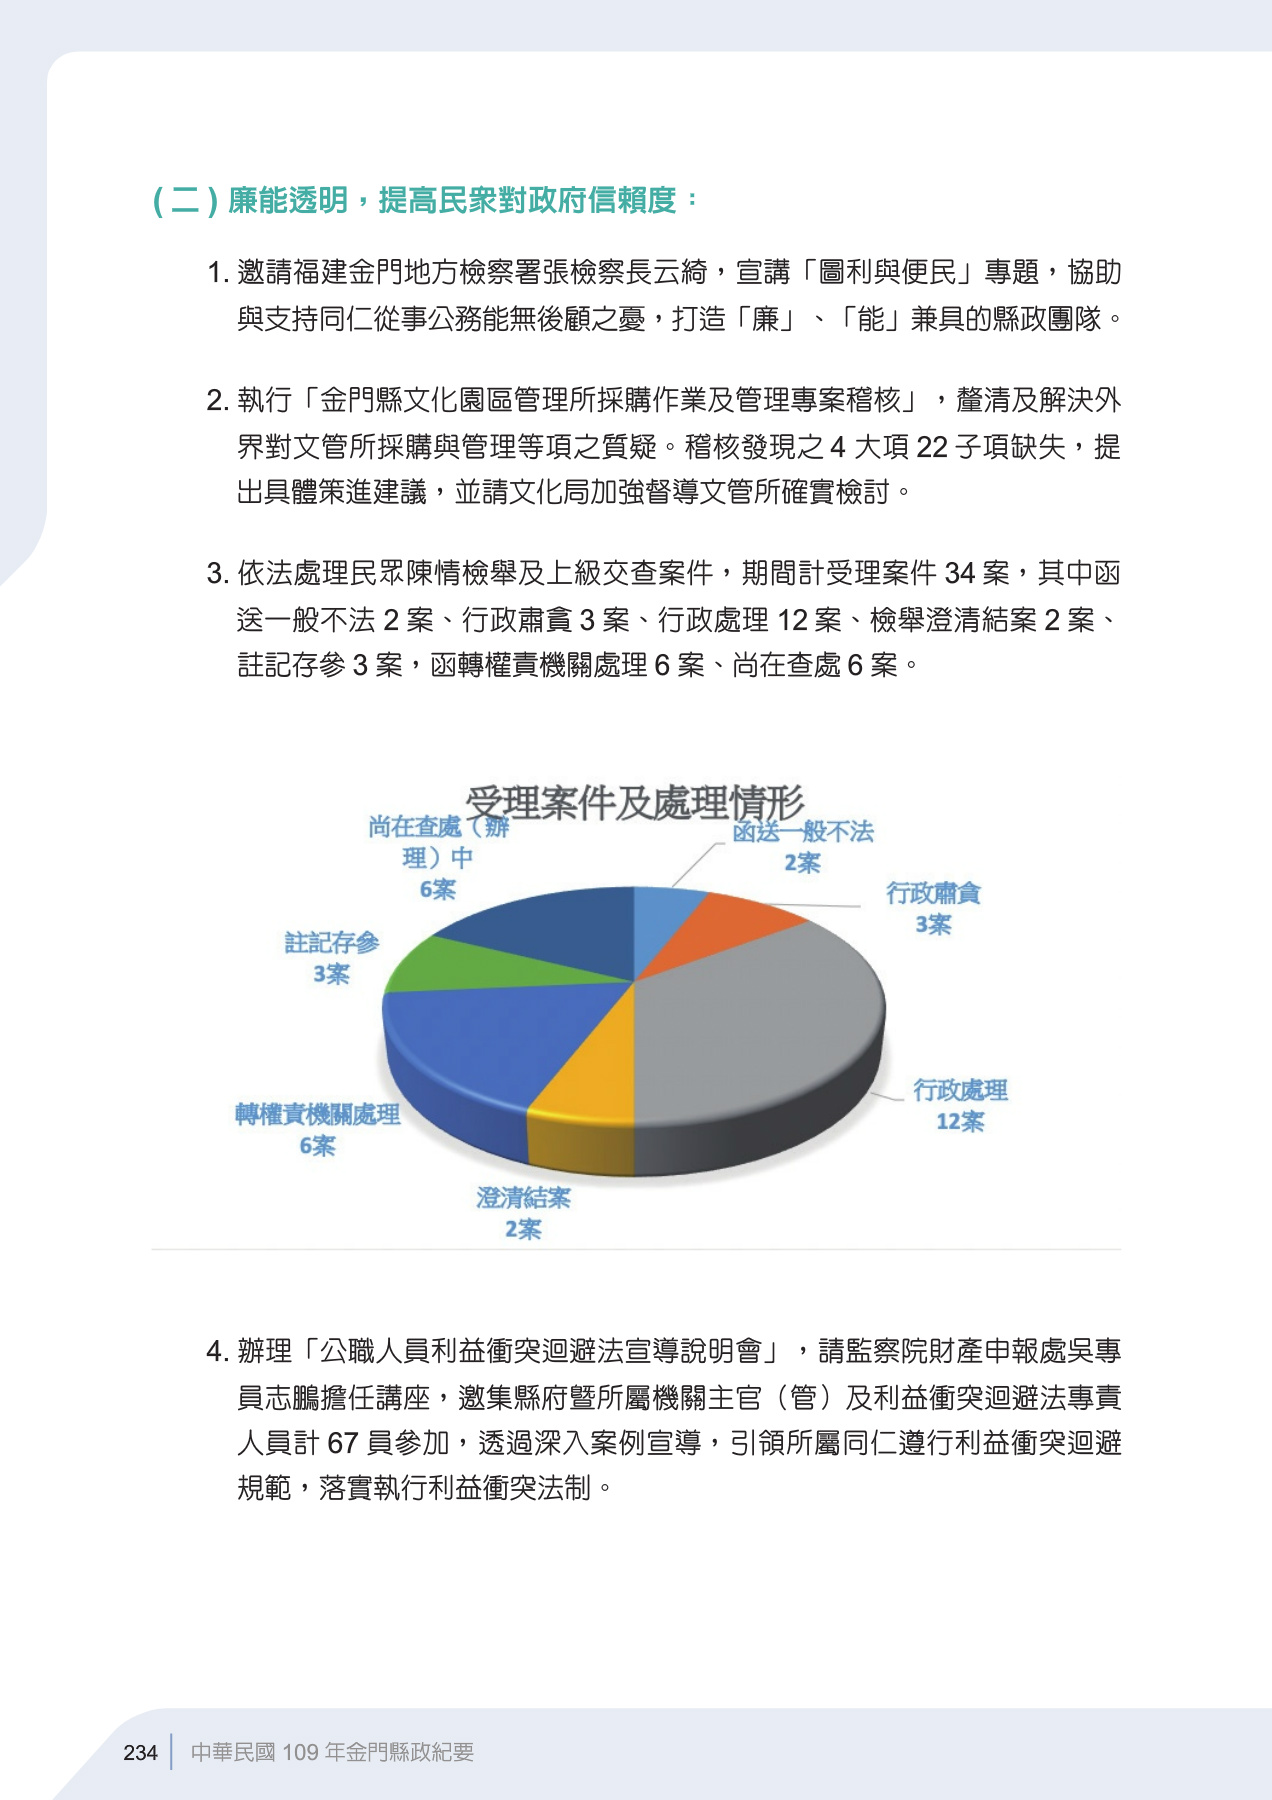 (二) 廉能透明，提高民眾對政府信賴度：
1. 邀請福建金門地方檢察署張檢察長云綺，宣講「圖利與便民」專題，協助
與支持同仁從事公務能無後顧之憂，打造「廉」、「能」兼具的縣政團隊。
2. 執行「金門縣文化園區管理所採購作業及管理專案稽核」，釐清及解決外
界對文管所採購與管理等項之質疑。稽核發現之 4 大項 22 子項缺失，提
出具體策進建議，並請文化局加強督導文管所確實檢討。
3. 依法處理民眾陳情檢舉及上級交查案件，期間計受理案件 34 案，其中函
送一般不法 2 案、行政肅貪 3 案、行政處理 12 案、檢舉澄清結案 2 案、
註記存參 3 案，函轉權責機關處理 6 案、尚在查處 6 案。
受理案件及處理情形
尚在查處（辦
理）中
6案
函送一般不法
2案
行政肅貪
3案
註記存參
3案
行政處理
12案
轉權責機關處理
6案
澄清結案
2案
4. 辦理「公職人員利益衝突迴避法宣導說明會」，請監察院財產申報處吳專
員志鵬擔任講座，邀集縣府暨所屬機關主官（管）及利益衝突迴避法專責
人員計 67 員參加，透過深入案例宣導，引領所屬同仁遵行利益衝突迴避
規範，落實執行利益衝突法制。
234 中華民國 109 年金門縣政紀要